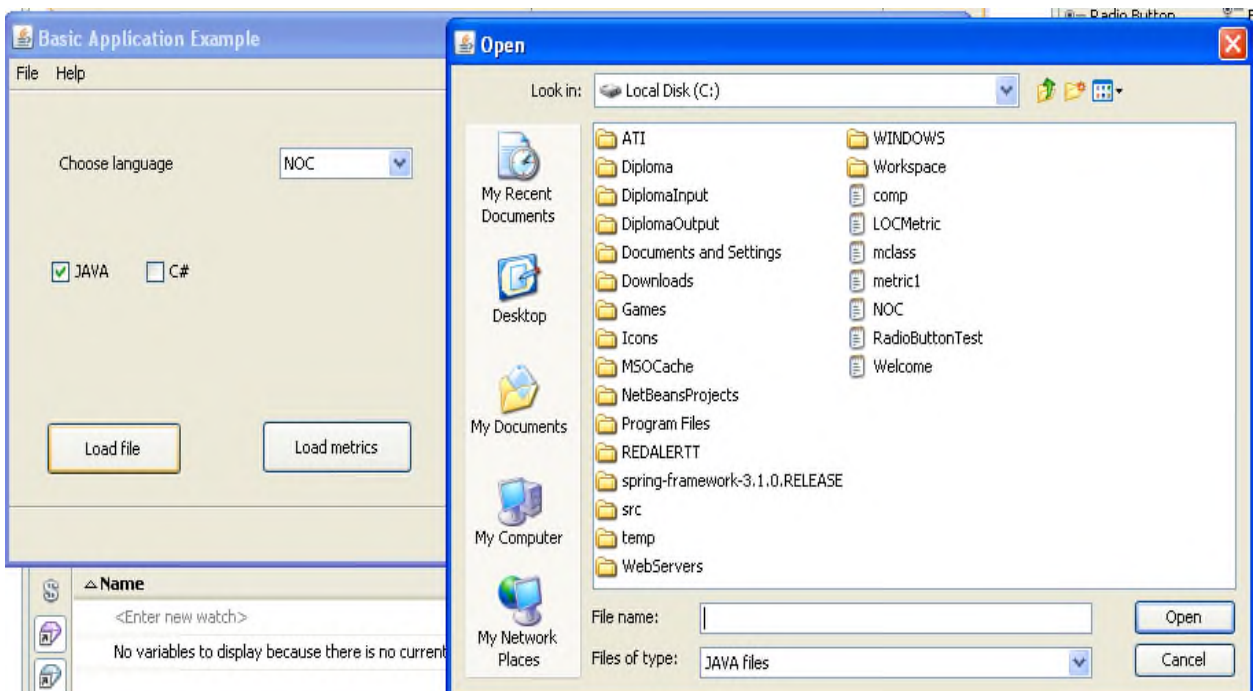 Radio Button
Basic Application Example
File Help
Choose language
NOC
JAVA
C#
Load file
Load metrics
Name
<Enter new watch>
No variables to display because there is no current
Open
Look in:
Local Disk (C:)
My Recent Documents
Desktop
My Documents
My Computer
My Network Places
ATI
Diploma
DiplomaInput
DiplomaOutput
Documents and Settings
Downloads
Games
Icons
MSOCache
NetBeansProjects
Program Files
REDALERTT
spring-framework-3.1.0.RELEASE
src
temp
WebServers
WINDOWS
Workspace
comp
LOCMetric
mclass
metric1
NOC
RadioButtonTest
Welcome
File name:
Open
Files of type:
JAVA files
Cancel